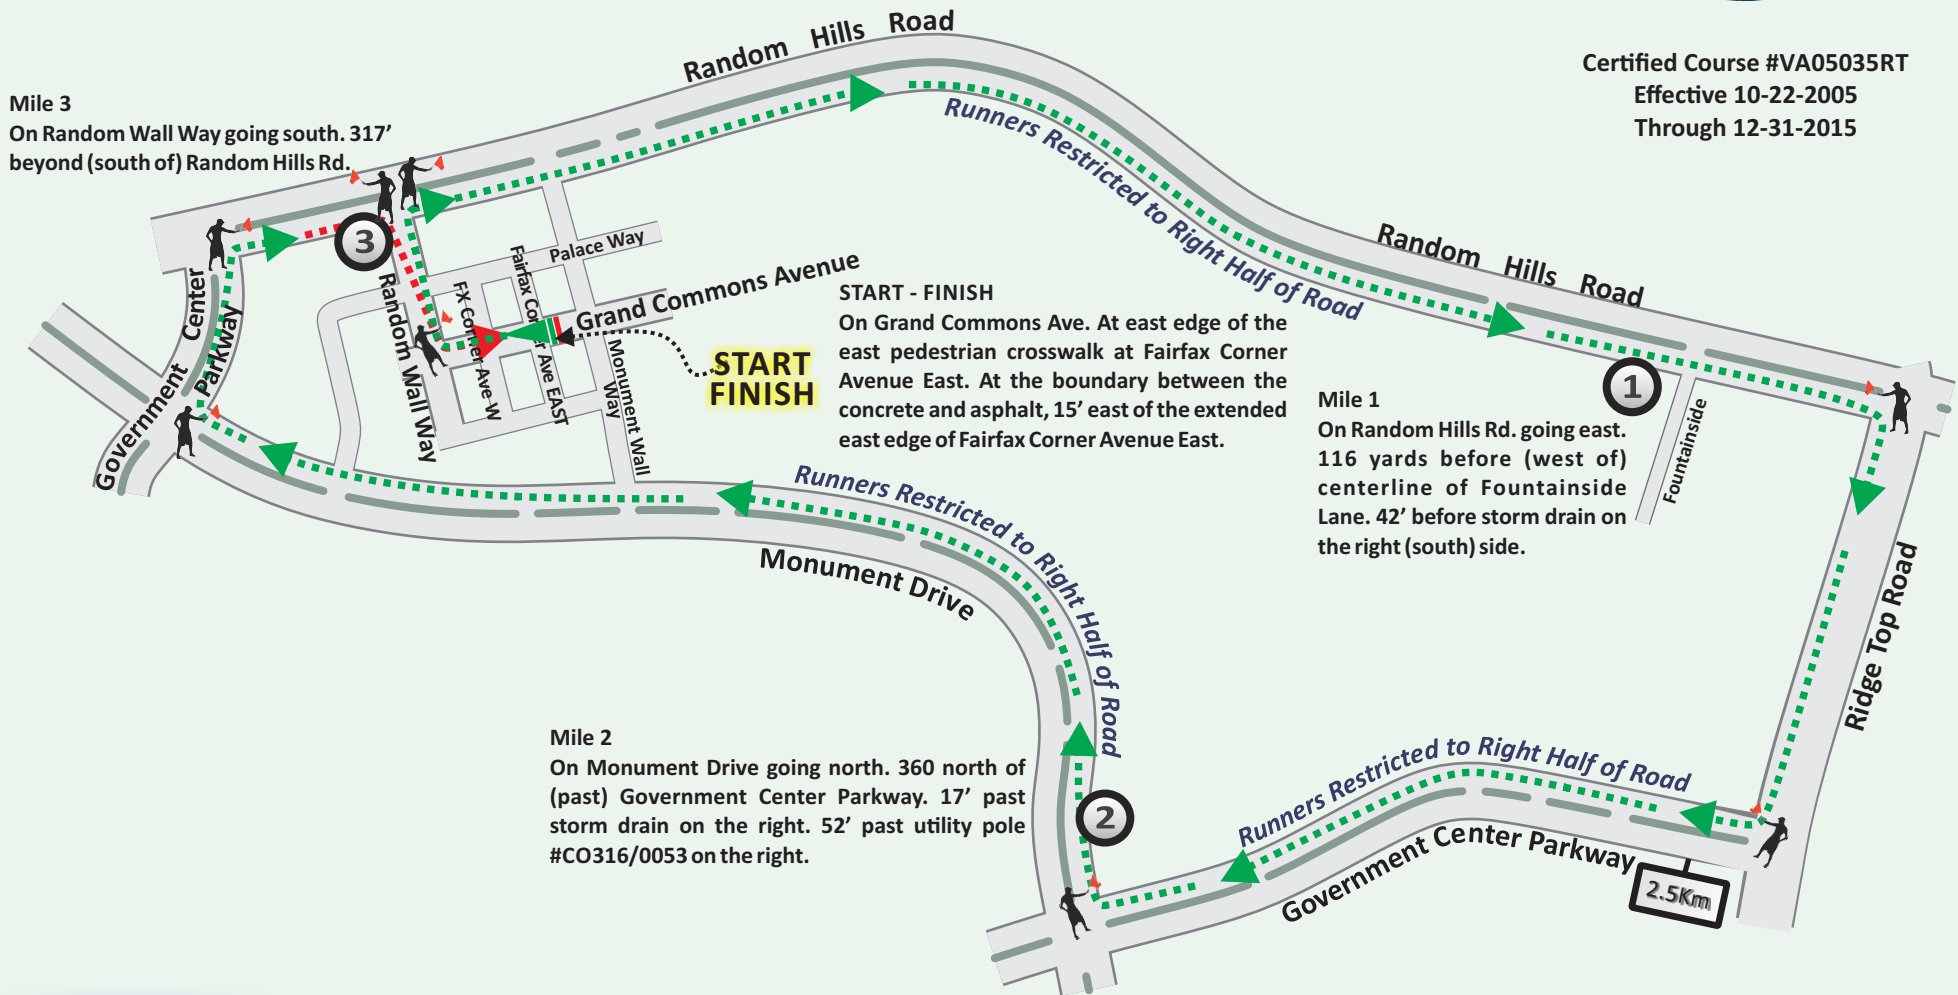 Random Hills Road
Certified Course #VA05035RT
Effective 10-22-2005
Through 12-31-2015
Mile 3
On Random Wall Way going south. 317’
beyond (south of) Random Hills Rd.
Runners Restricted to Right Half of Road
Random Hills Road
3
Palace Way
Grand Commons Avenue
Fairfax Corner Ave EAST
FX Corner Ave W
Random Wall Way
Monument Wall
Way
Government Center
Parkway
START
FINISH
START - FINISH
On Grand Commons Ave. At east edge of the
east pedestrian crosswalk at Fairfax Corner
Avenue East. At the boundary between the
concrete and asphalt, 15’ east of the extended
east edge of Fairfax Corner Avenue East.
1
Mile 1
On Random Hills Rd. going east.
116 yards before (west of)
centerline of Fountainside
Lane. 42’ before storm drain on
the right (south) side.
Fountainside
Ridge Top Road
Runners Restricted to Right Half of Road
Monument Drive
Mile 2
On Monument Drive going north. 360 north of
(past) Government Center Parkway. 17’ past
storm drain on the right. 52’ past utility pole
#CO316/0053 on the right.
2
Runners Restricted to Right Half of Road
Government Center Parkway
2.5Km